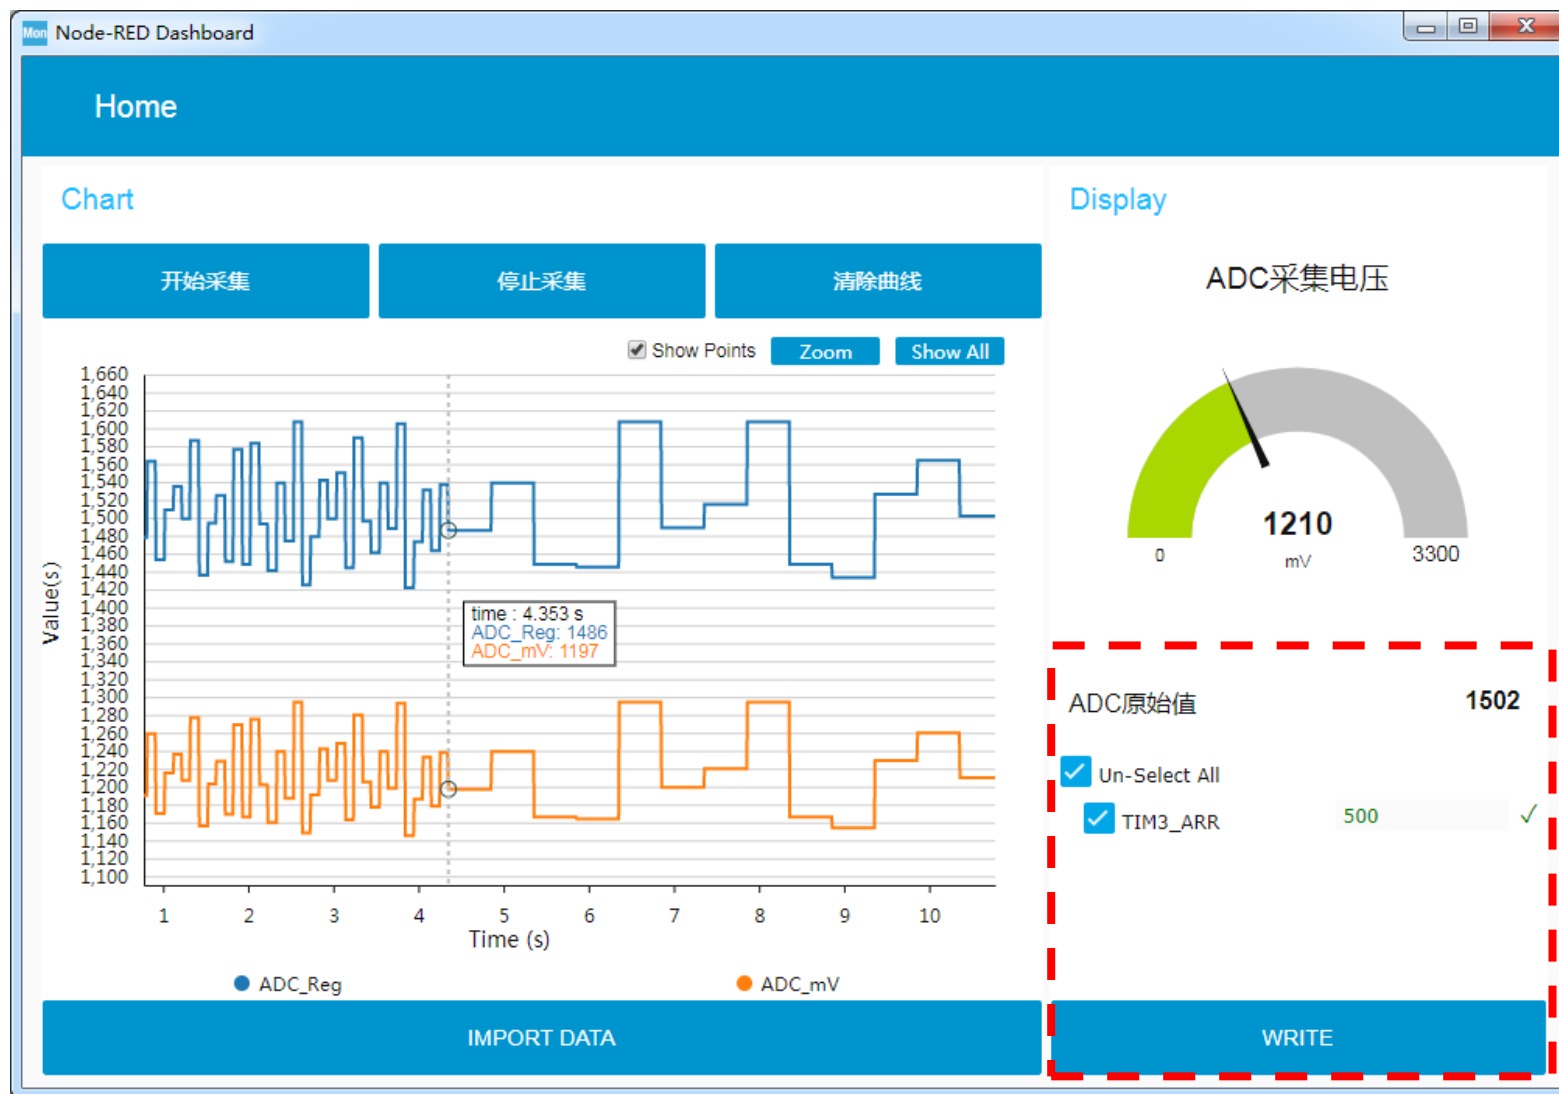 Mon Node-RED Dashboard
Home
Chart
开始采集
停止采集
清除曲线
Show Points
Zoom
Show All
1,660
1,640
1,620
1,600
1,580
1,560
1,540
1,520
1,500
1,480
1,460
1,440
1,420
1,400
1,380
1,360
1,340
1,320
1,300
1,280
1,260
1,240
1,220
1,200
1,180
1,160
1,140
1,120
1,100
Value(s)
time : 4.353 s
ADC_Reg: 1486
ADC_mV: 1197
1 2 3 4 5 6 7 8 9 10
Time (s)
ADC_Reg
ADC_mV
IMPORT DATA
Display
ADC采集电压
1210
mV
0
3300
ADC原始值 1502
Un-Select All
TIM3_ARR 500
WRITE